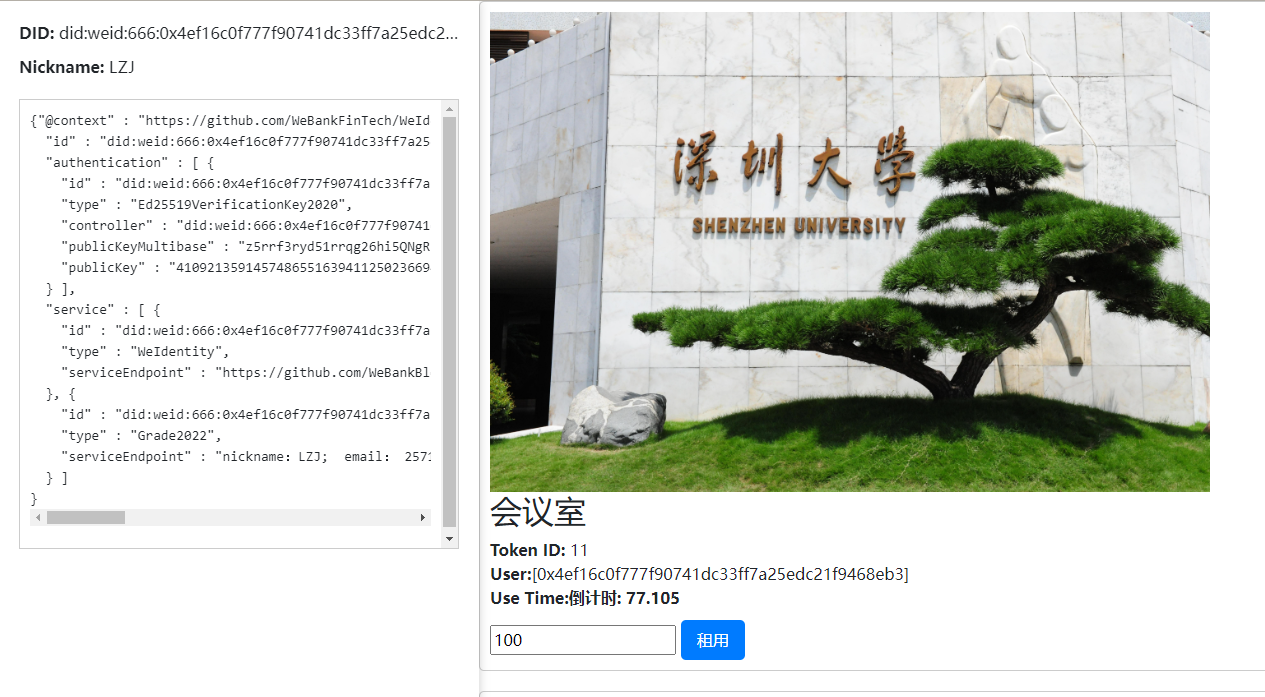 DID: did:weid:666:0x4ef16c0f777f90741dc33ff7a25edc2...
Nickname: LZJ
{"@context" : "https://github.com/WeBankFinTech/WeId
"id" : "did:weid:666:0x4ef16c0f777f90741dc33ff7a25
"authentication" : [ {
"id" : "did:weid:666:0x4ef16c0f777f90741dc33ff7a
"type" : "Ed25519VerificationKey2020",
"controller" : "did:weid:666:0x4ef16c0f777f90741
"publicKeyMultibase" : "z5rrf3ryd51rrqg26hi5QNgR
"publicKey" : "410921359145748655163941125023669
} ],
"service" : [ {
"id" : "did:weid:666:0x4ef16c0f777f90741dc33ff7a
"type" : "WeIdentity",
"serviceEndpoint" : "https://github.com/WeBankBl
}, {
"id" : "did:weid:666:0x4ef16c0f777f90741dc33ff7a
"type" : "Grade2022",
"serviceEndpoint" : "nickname: LZJ;  email:  2571
} ]
}
深圳大學
SHENZHEN UNIVERSITY
会议室
Token ID: 11
User:[0x4ef16c0f777f90741dc33ff7a25edc21f9468eb3]
Use Time:倒计时: 77.105
100
租用